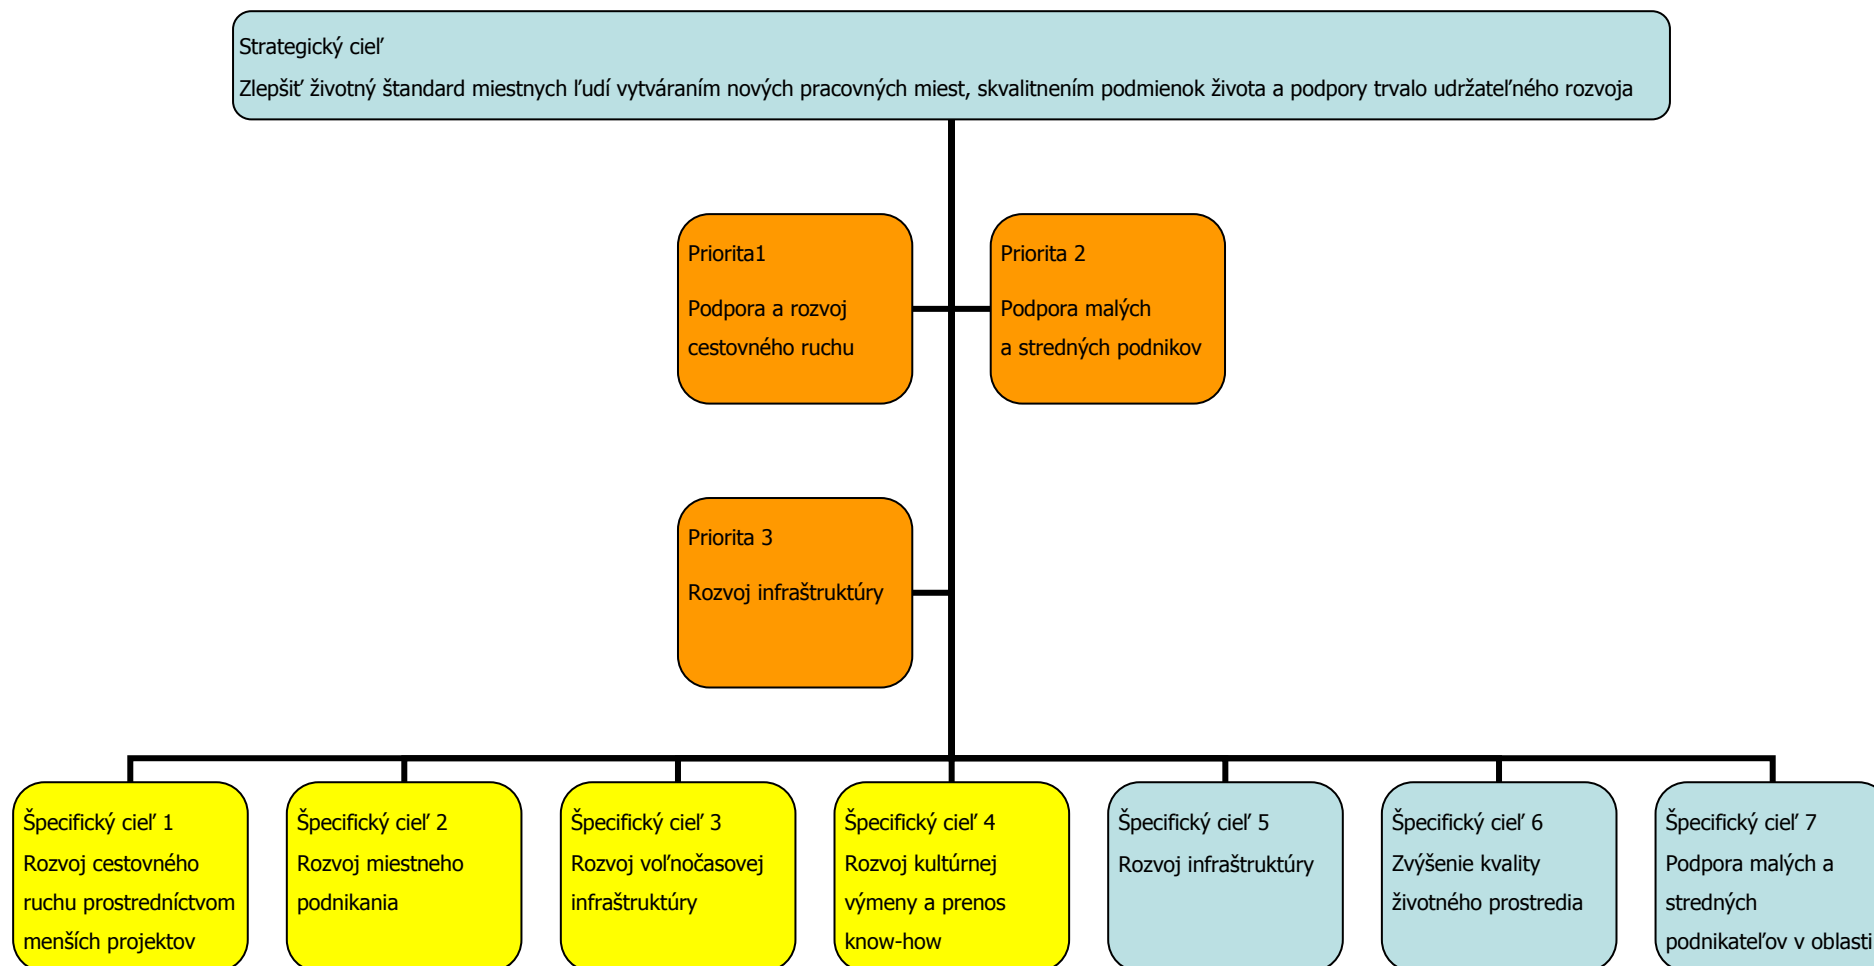 Strategický cieľ
Zlepšiť životný štandard miestnych ľudí vytváraním nových pracovných miest, skvalitnením podmienok života a podpory trvalo udržateľného rozvoja
Priorita1
Podpora a rozvoj
cestovného ruchu
Priorita 2
Podpora malých
a stredných podnikov
Priorita 3
Rozvoj infraštruktúry
Špecifický cieľ 1
Rozvoj cestovného
ruchu prostredníctvom
menších projektov
Špecifický cieľ 2
Rozvoj miestneho
podnikania
Špecifický cieľ 3
Rozvoj voľnočasovej
infraštruktúry
Špecifický cieľ 4
Rozvoj kultúrnej
výmeny a prenos
know-how
Špecifický cieľ 5
Rozvoj infraštruktúry
Špecifický cieľ 6
Zvýšenie kvality
životného prostredia
Špecifický cieľ 7
Podpora malých a
stredných
podnikateľov v oblasti